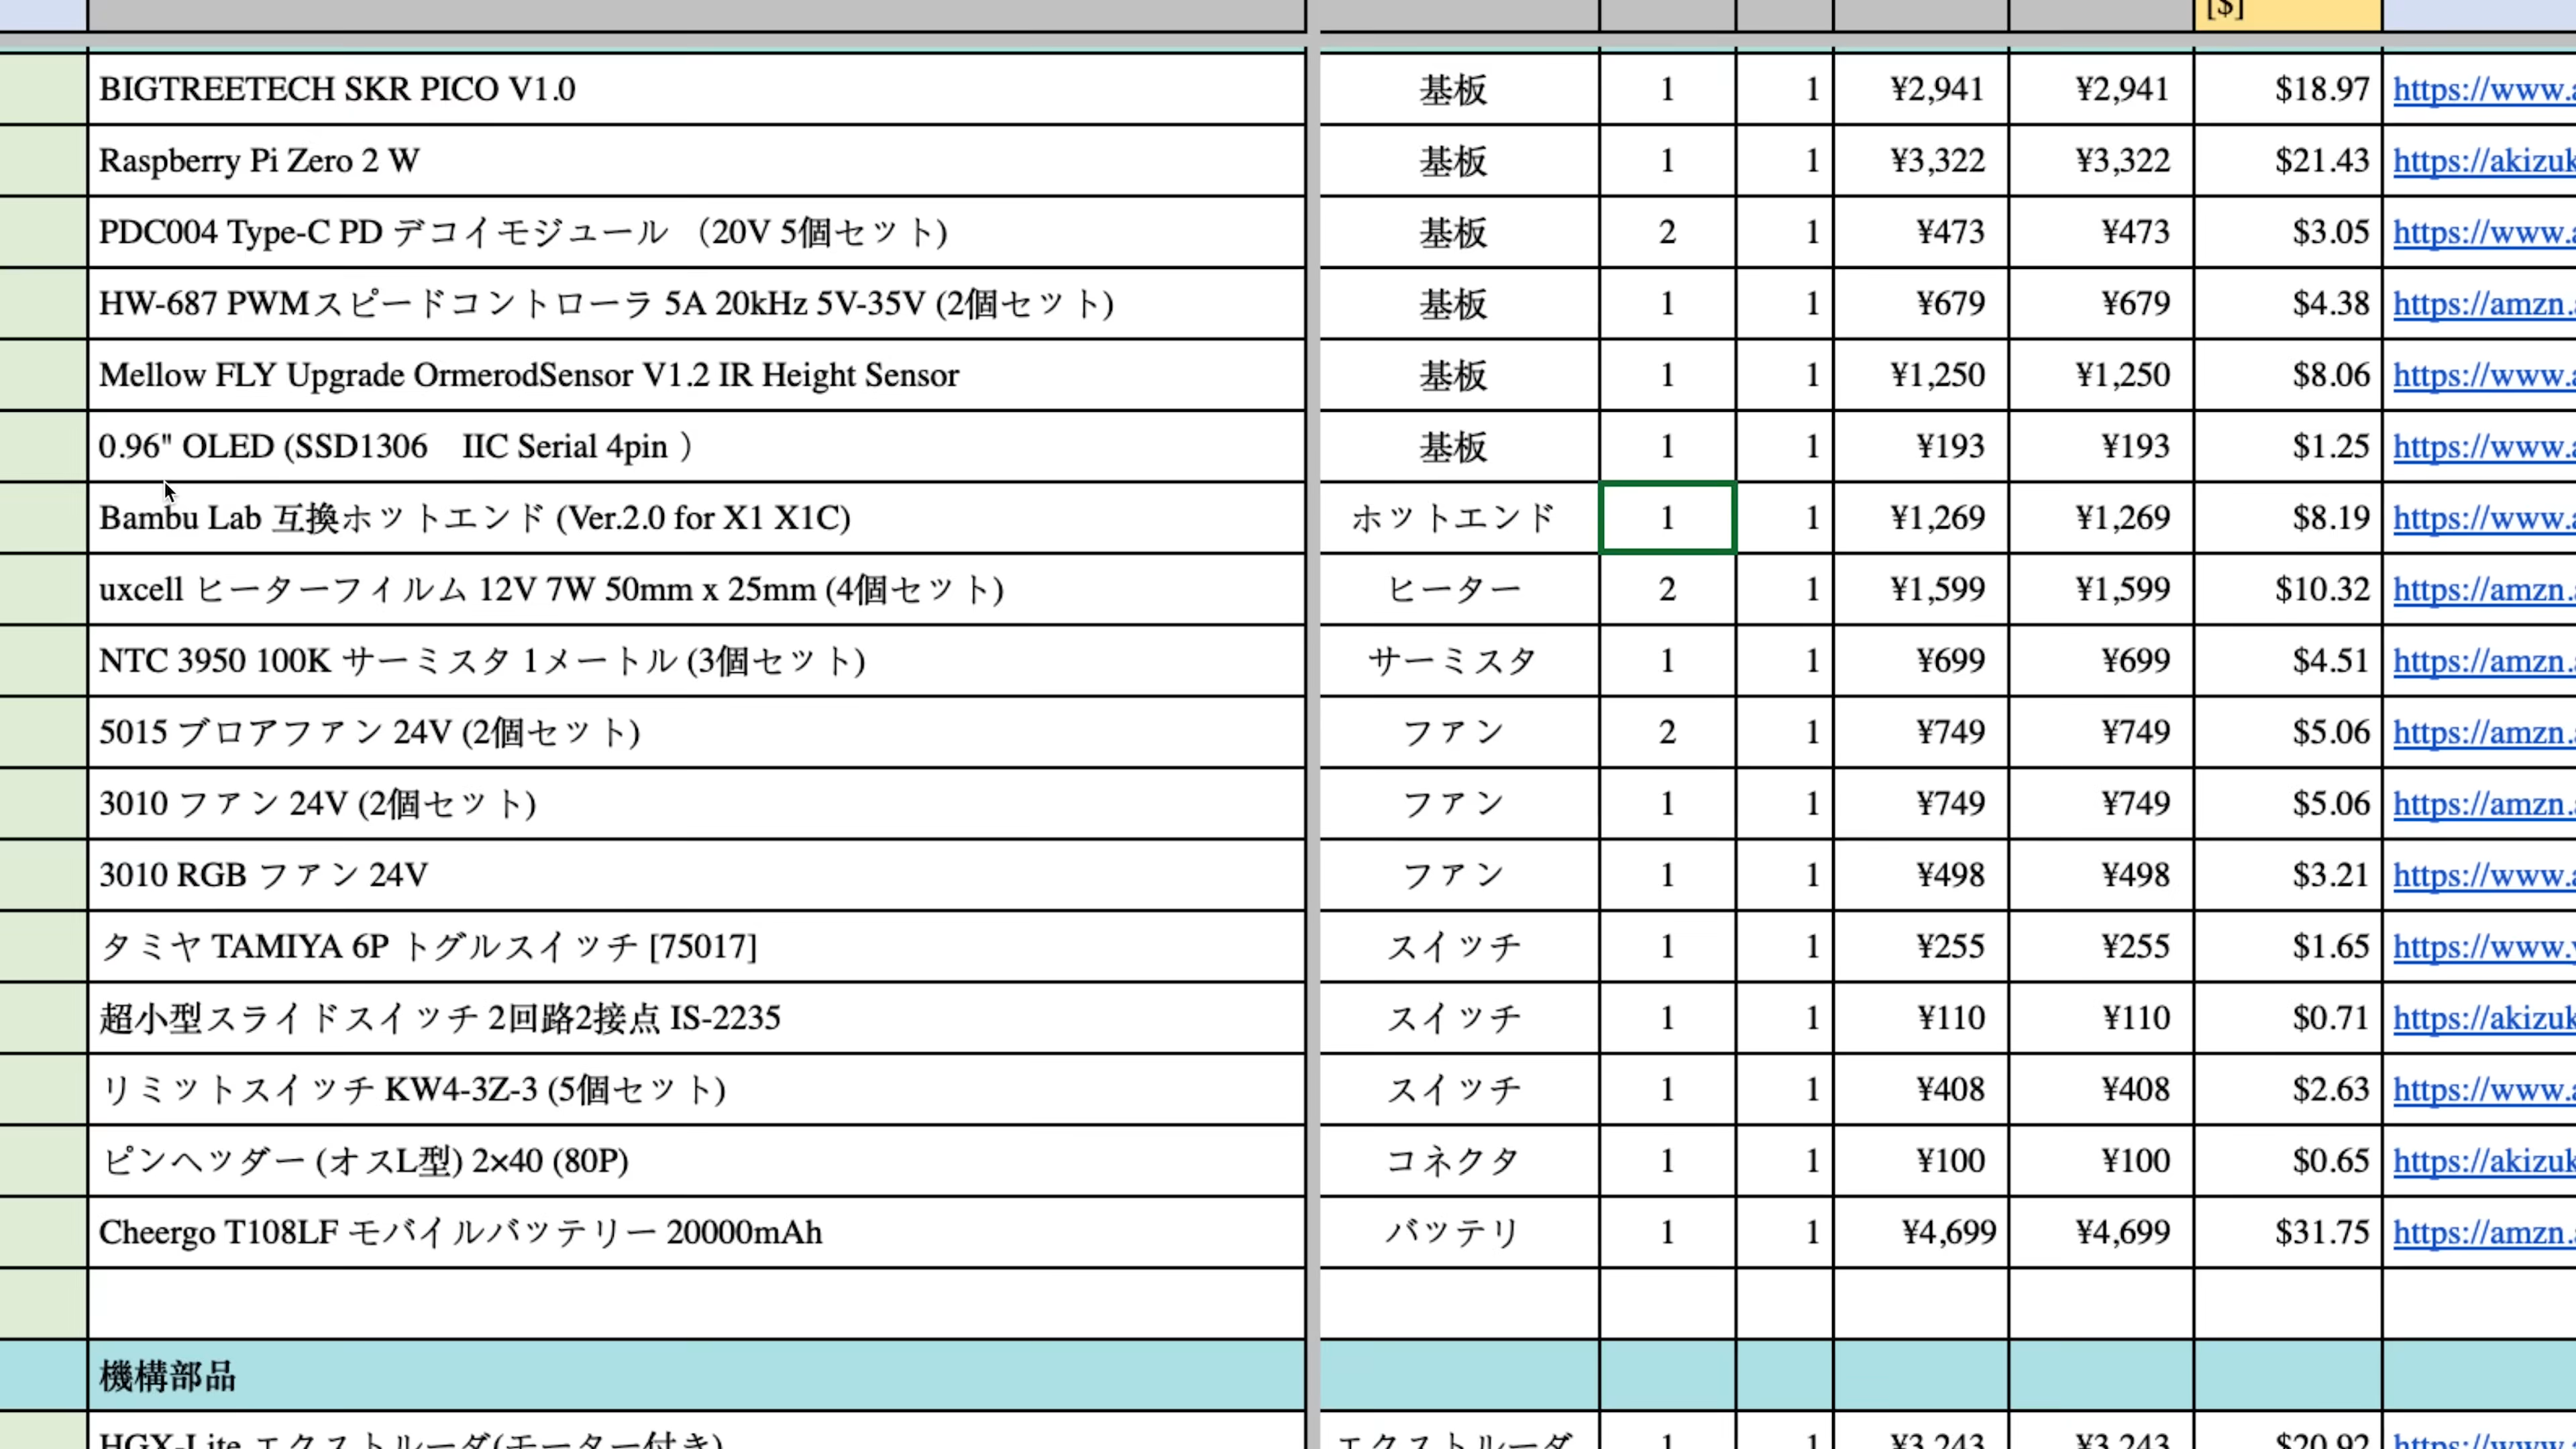 [$]
BIGTREETECH SKR PICO V1.0 基板 1 1 ¥2,941 ¥2,941 $18.97 https://www.a
Raspberry Pi Zero 2 W 基板 1 1 ¥3,322 ¥3,322 $21.43 https://akizuk
PDC004 Type-C PD デコイモジュール （20V 5個セット) 基板 2 1 ¥473 ¥473 $3.05 https://www.a
HW-687 PWMスピードコントローラ 5A 20kHz 5V-35V (2個セット) 基板 1 1 ¥679 ¥679 $4.38 https://amzn.
Mellow FLY Upgrade OrmerodSensor V1.2 IR Height Sensor 基板 1 1 ¥1,250 ¥1,250 $8.06 https://www.a
0.96" OLED (SSD1306　IIC Serial 4pin ） 基板 1 1 ¥193 ¥193 $1.25 https://www.a
Bambu Lab 互換ホットエンド (Ver.2.0 for X1 X1C) ホットエンド 1 1 ¥1,269 ¥1,269 $8.19 https://www.a
uxcell ヒーターフィルム 12V 7W 50mm x 25mm (4個セット) ヒーター 2 1 ¥1,599 ¥1,599 $10.32 https://amzn.
NTC 3950 100K サーミスタ 1メートル (3個セット) サーミスタ 1 1 ¥699 ¥699 $4.51 https://amzn.
5015 ブロアファン 24V (2個セット) ファン 2 1 ¥749 ¥749 $5.06 https://amzn.
3010 ファン 24V (2個セット) ファン 1 1 ¥749 ¥749 $5.06 https://amzn.
3010 RGB ファン 24V ファン 1 1 ¥498 ¥498 $3.21 https://www.a
タミヤ TAMIYA 6P トグルスイッチ [75017] スイッチ 1 1 ¥255 ¥255 $1.65 https://www.y
超小型スライドスイッチ 2回路2接点 IS-2235 スイッチ 1 1 ¥110 ¥110 $0.71 https://akizuk
リミットスイッチ KW4-3Z-3 (5個セット) スイッチ 1 1 ¥408 ¥408 $2.63 https://www.a
ピンヘッダー (オスL型) 2×40 (80P) コネクタ 1 1 ¥100 ¥100 $0.65 https://akizuk
Cheergo T108LF モバイルバッテリー 20000mAh バッテリ 1 1 ¥4,699 ¥4,699 $31.75 https://amzn.
機構部品
HGX-Lite エクストルーダ(モーター付き) エクストルーダ 1 1 ¥3,243 ¥3,243 $20.92 https://www.a